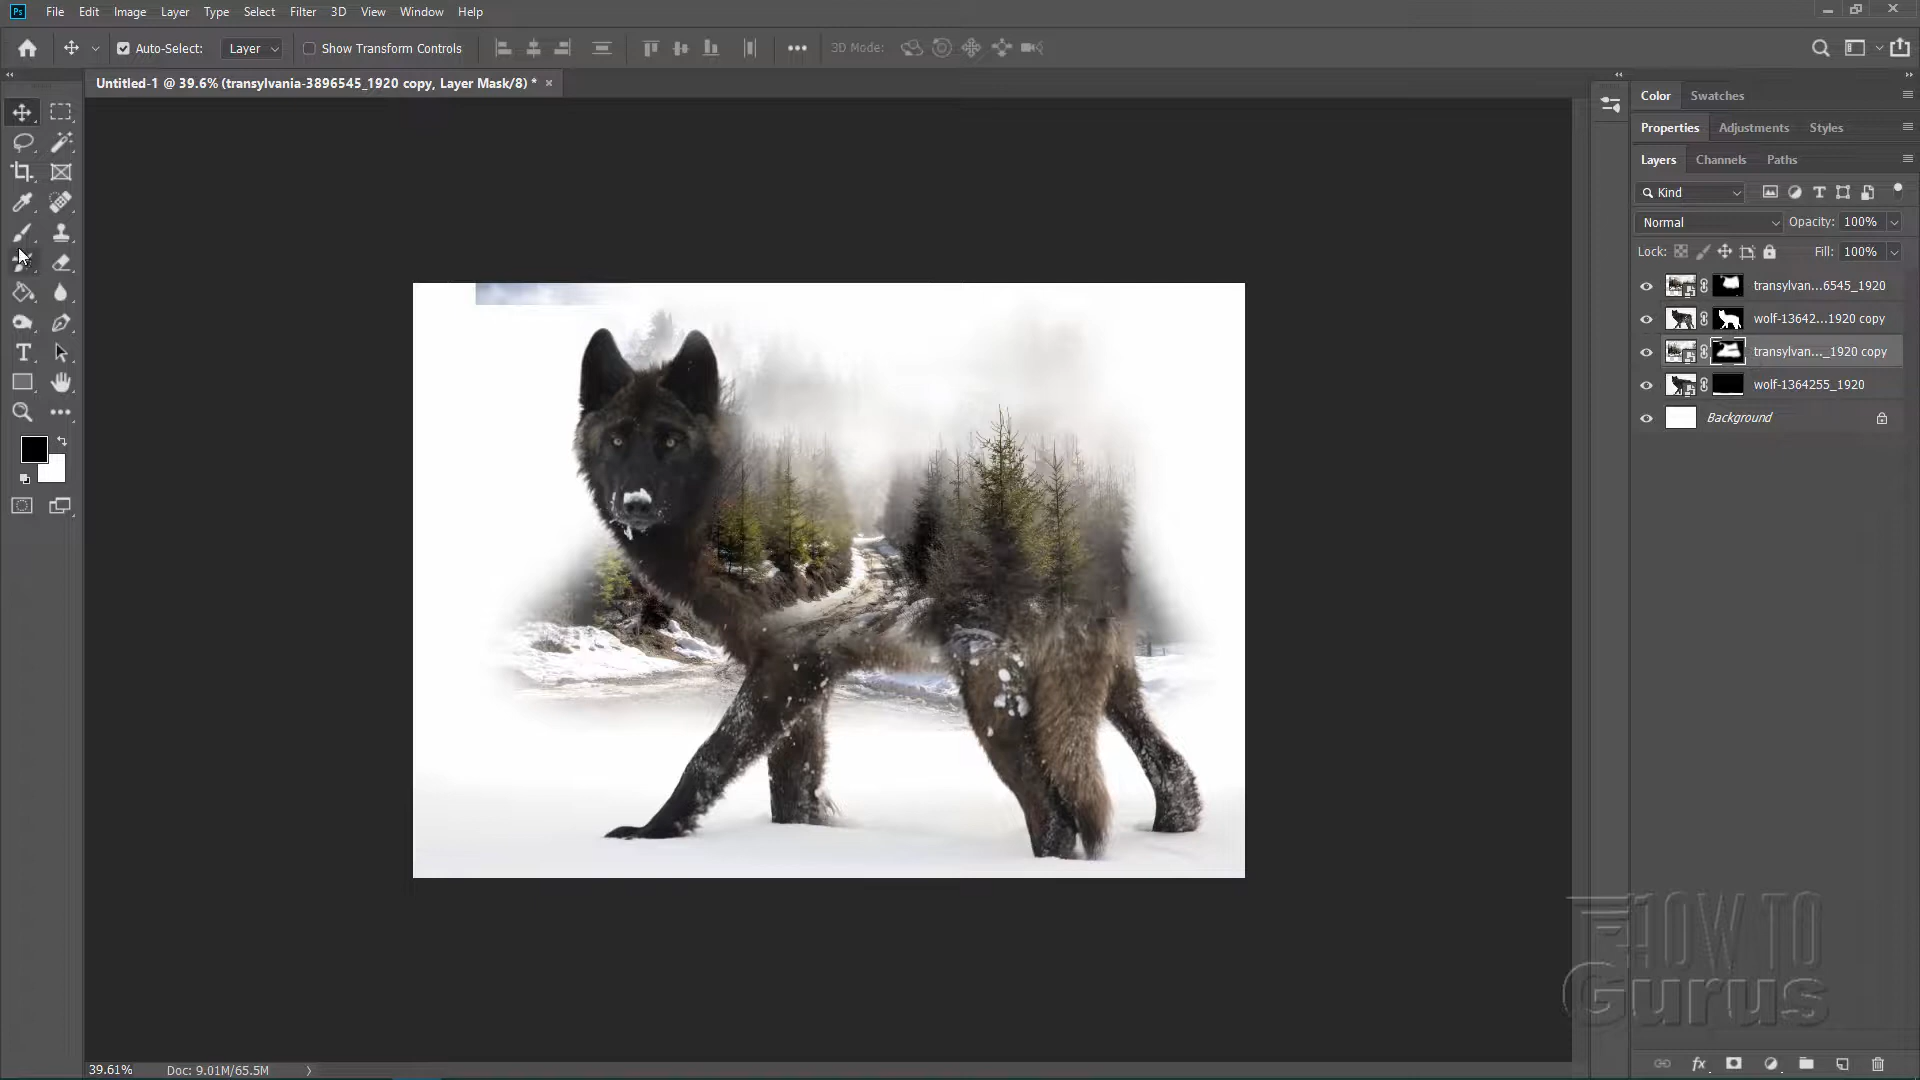 Ps File Edit Image Layer Type Select Filter 3D View Window Help
Auto-Select: Layer Show Transform Controls 3D Mode:
Untitled-1 @ 39.6% (transylvania-3896545_1920 copy, Layer Mask/8) * ×
Color Swatches
Properties Adjustments Styles
Layers Channels Paths
Kind
Normal Opacity: 100%
Lock: Fill: 100%
transylvan...6545_1920
wolf-13642...1920 copy
transylvan..._1920 copy
wolf-1364255_1920
Background
HOW TO
Gurus
39.61% Doc: 9.01M/65.5M